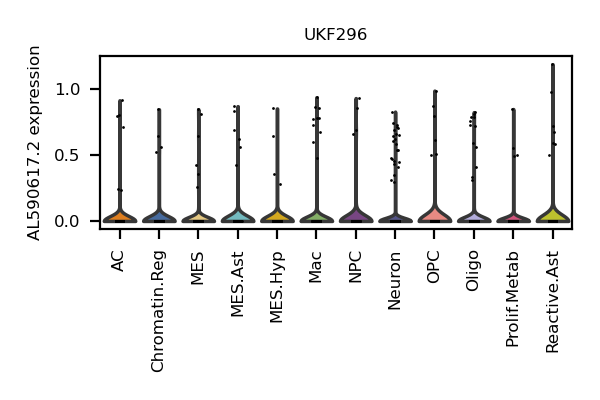 UKF296
AL590617.2 expression
1.0
0.5
0.0
AC
Chromatin.Reg
MES
MES.Ast
MES.Hyp
Mac
NPC
Neuron
OPC
Oligo
Prolif.Metab
Reactive.Ast